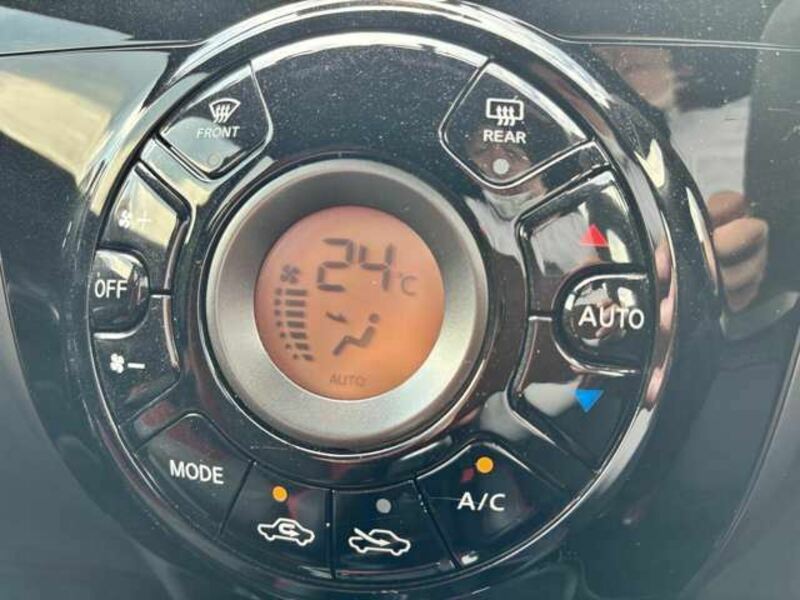 FRONT
REAR
+
24°C
OFF
AUTO
-
AUTO
MODE
A/C